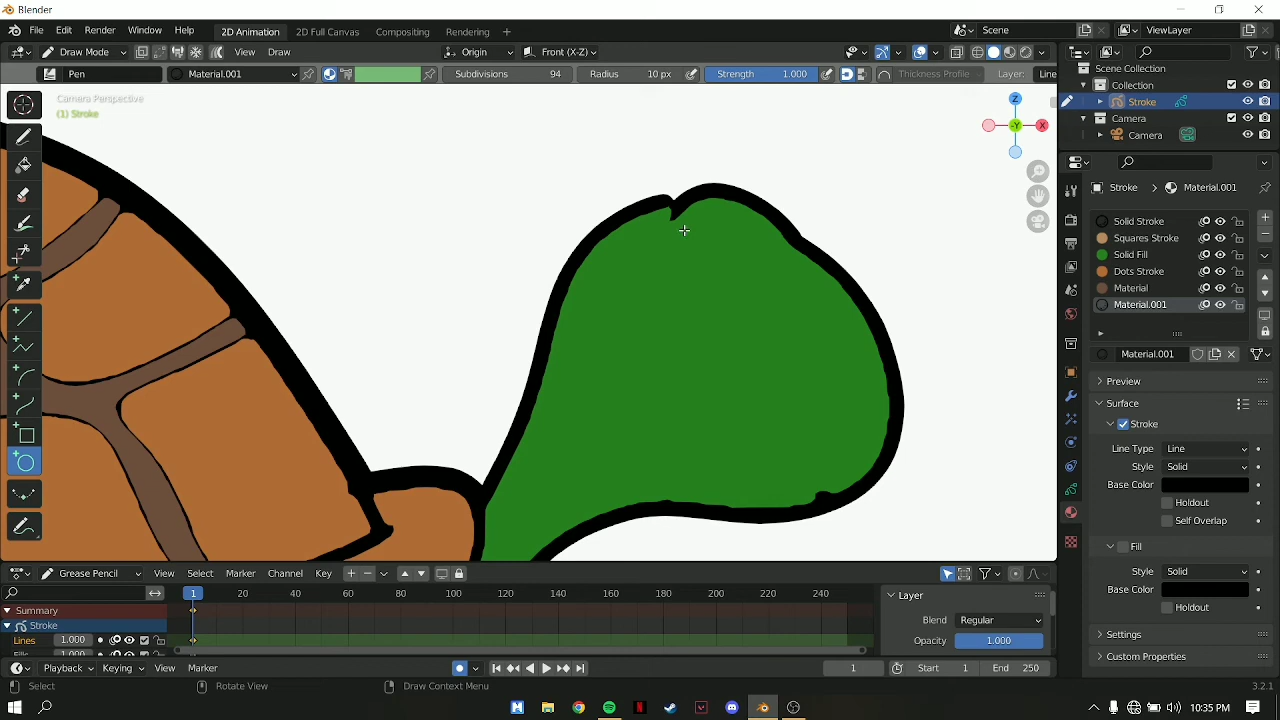 Blender
File Edit Render Window Help 2D Animation 2D Full Canvas Compositing Rendering + Scene ViewLayer
Draw Mode View Draw Origin Front (X-Z)
Pen Material.001 Subdivisions 94 Radius 10 px Strength 1.000 Thickness Profile Layer: Line
Camera Perspective
(1) Stroke
Z
-Y X
Scene Collection
Collection
Stroke
Camera
Camera
Stroke Material.001
Solid Stroke
Squares Stroke
Solid Fill
Dots Stroke
Material
Material.001
Material.001
Preview
Surface
Stroke
Line Type Line
Style Solid
Base Color
Holdout
Self Overlap
Fill
Style Solid
Base Color
Holdout
Settings
Custom Properties
Grease Pencil View Select Marker Channel Key
1 20 40 60 80 100 120 140 160 180 200 220 240
Summary
Stroke
Lines 1.000
Layer
Blend Regular
Opacity 1.000
Playback Keying View Marker 1 Start 1 End 250
Select Rotate View Draw Context Menu 3.2.1
10:35 PM